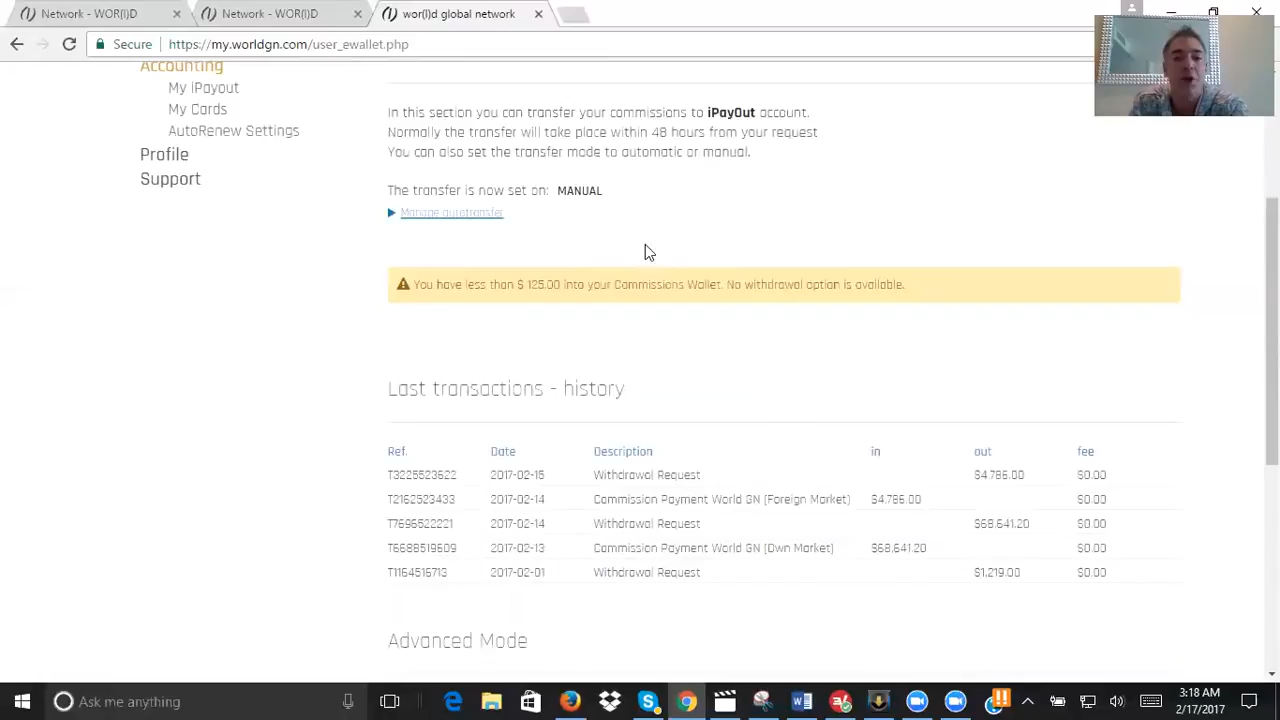 Network - WOR(l)D
Network - WOR(l)D
wor(l)d global network
Secure https://my.worldgn.com/user_ewallet.php
Accounting
My iPayout
My Cards
AutoRenew Settings
Profile
Support
In this section you can transfer your commissions to iPayOut account.
Normally the transfer will take place within 48 hours from your request
You can also set the transfer mode to automatic or manual.
The transfer is now set on: MANUAL
Manage autotransfer
You have less than $ 125.00 into your Commissions Wallet. No withdrawal option is available.
Last transactions - history
Ref. Date Description in out fee
T3225523622 2017-02-15 Withdrawal Request $4,786.00 $0.00
T2162523433 2017-02-14 Commission Payment World GN (Foreign Market) $4,786.00 $0.00
T7696522221 2017-02-14 Withdrawal Request $68,641.20 $0.00
T6688519609 2017-02-13 Commission Payment World GN (Own Market) $68,641.20 $0.00
T1164516713 2017-02-01 Withdrawal Request $1,219.00 $0.00
Advanced Mode
Ask me anything
3:18 AM
2/17/2017